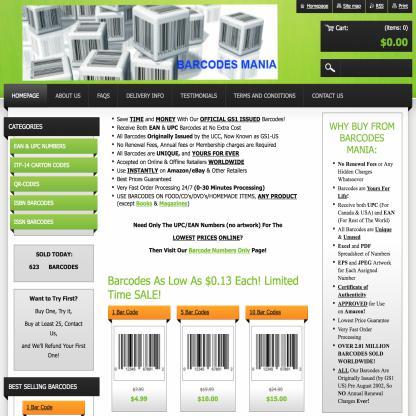 Homepage
Site map
RSS
Print
BARCODES MANIA
Cart:
(items: 0)
$0.00
HOMEPAGE
ABOUT US
FAQS
DELIVERY INFO
TESTIMONIALS
TERMS AND CONDITIONS
CONTACT US
CATEGORIES
EAN & UPC NUMBERS
ITF-14 CARTON CODES
QR-CODES
ISBN BARCODES
ISSN BARCODES
SOLD TODAY:
623 BARCODES
Want to Try First?
Buy One, Try it,
Buy at Least 25, Contact
Us,
and We'll Refund Your First
One!
BEST SELLING BARCODES
1 Bar Code
Save TIME and MONEY With Our OFFICIAL GS1 ISSUED Barcodes!
Receive Both EAN & UPC Barcodes at No Extra Cost
All Barcodes Originally Issued by the UCC, Now Known as GS1-US
No Renewal Fees, Annual Fees or Membership charges are Required
All Barcodes are UNIQUE, and YOURS FOR EVER
Accepted on Online & Offline Retailers WORLDWIDE
Use INSTANTLY on Amazon/eBay & Other Retailers
Best Prices Guaranteed
Very Fast Order Processing 24/7 (0-30 Minutes Processing)
USE BARCODES ON FOOD/CD's/DVD's/HOMEMADE ITEMS, ANY PRODUCT
(except Books & Magazines)
Need Only The UPC/EAN Numbers (no artwork) For The
LOWEST PRICES ONLINE?
Then Visit Our Barcode Numbers Only Page!
Barcodes As Low As $0.13 Each! Limited
Time SALE!
1 Bar Code
5 Bar Codes
10 Bar Codes
$4.99
$10.00
$15.00
WHY BUY FROM
BARCODES
MANIA:
No Renewal Fees or Any
Hidden Charges
Whatsoever
Barcodes are Yours For
Life!
Receive both UPC (For
Canada & USA) and EAN
(For Rest of The World)
All Barcodes are Unique
& Unused
Excel and PDF
Spreadsheet of Numbers
EPS and JPEG Artwork
for Each Assigned
Number
Certificate of
Authenticity
APPROVED for Use
on Amazon!
Lowest Price Guarantee
Very Fast Order
Processing
OVER 2.01 MILLION
BARCODES SOLD
WORLDWIDE!
ALL Our Barcodes Are
Originally Issued (by GS1
US) Pre August 2002, So
NO Annual Renewal
Charges Ever!